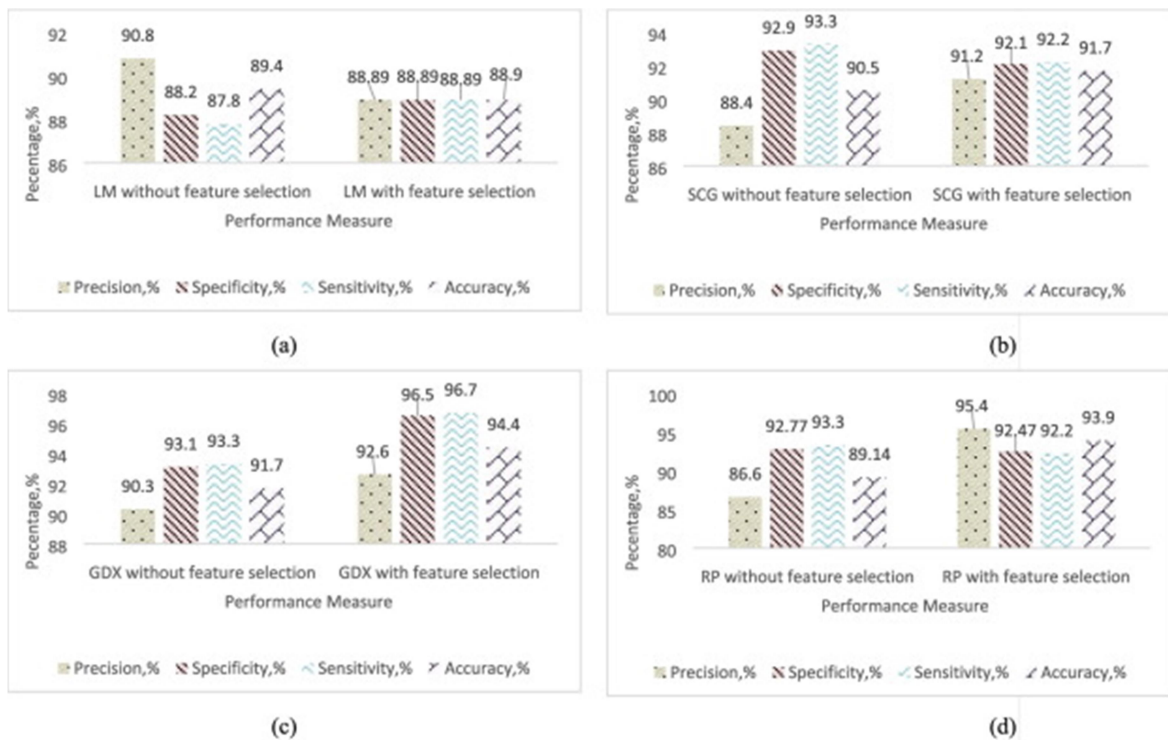 92
90
88
86
Pecentage,%
90.8
88.2
87.8
89.4
88.89
88.89
88.89
88.9
LM without feature selection
LM with feature selection
Performance Measure
Precision,%
Specificity,%
Sensitivity,%
Accuracy,%
(a)
94
92
90
88
86
Pecentage,%
88.4
92.9
93.3
90.5
91.2
92.1
92.2
91.7
SCG without feature selection
SCG with feature selection
Performance Measure
Precision,%
Specificity,%
Sensitivity,%
Accuracy,%
(b)
98
96
94
92
90
88
Pecentage,%
90.3
93.1
93.3
91.7
92.6
96.5
96.7
94.4
GDX without feature selection
GDX with feature selection
Performance Measure
Precision,%
Specificity,%
Sensitivity,%
Accuracy,%
(c)
100
95
90
85
80
Pecentage,%
86.6
92.77
93.3
89.14
95.4
92.47
92.2
93.9
RP without feature selection
RP with feature selection
Performance Measure
Precision,%
Specificity,%
Sensitivity,%
Accuracy,%
(d)